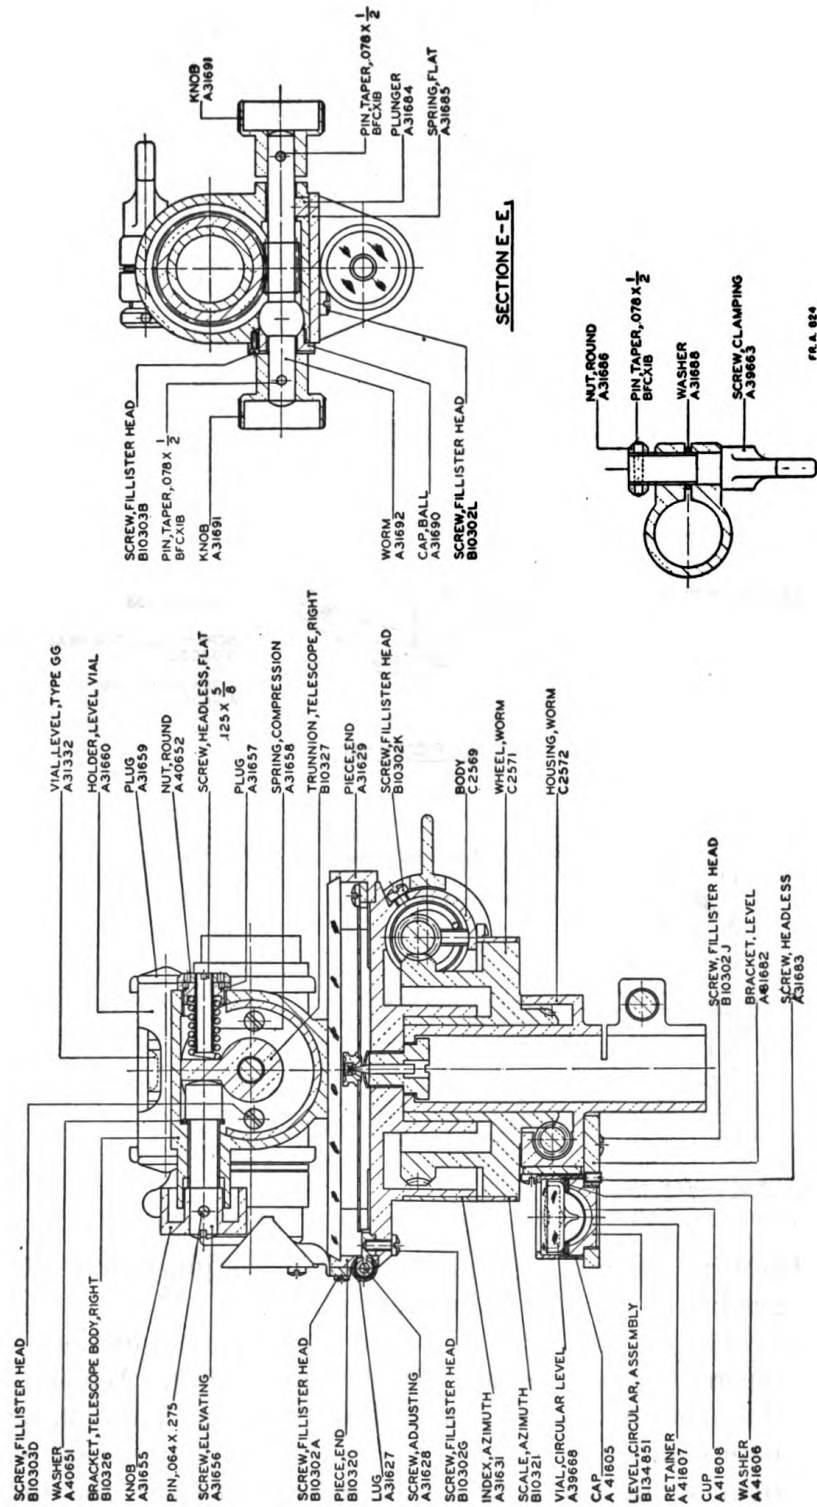 SCREW, FILLISTER HEAD
B10303D
WASHER
A40651
BRACKET, TELESCOPE BODY, RIGHT
B10326
KNOB
A31655
PIN, .064 X .275
SCREW, ELEVATING
A31656
SCREW, FILLISTER HEAD
B10302A
PIECE, END
B10320
LUG
A31627
SCREW, ADJUSTING
A31628
SCREW, FILLISTER HEAD
B10302G
INDEX, AZIMUTH
A31631
SCALE, AZIMUTH
B10321
VIAL, CIRCULAR LEVEL
A39668
CAP
A41605
LEVEL, CIRCULAR, ASSEMBLY
B134851
RETAINER
A41607
CUP
A41608
WASHER
A41606
VIAL, LEVEL, TYPE GG
A31332
HOLDER, LEVEL VIAL
A31660
PLUG
A31659
NUT, ROUND
A40652
SCREW, HEADLESS, FLAT
.125 X 5/8
PLUG
A31657
SPRING, COMPRESSION
A31658
TRUNNION, TELESCOPE, RIGHT
B10327
PIECE, END
A31629
SCREW, FILLISTER HEAD
B10302K
BODY
C2569
WHEEL, WORM
C2571
HOUSING, WORM
C2572
SCREW, FILLISTER HEAD
B10302J
BRACKET, LEVEL
SCREW, HEADLESS
A31683
SCREW, FILLISTER HEAD
B10303B
PIN, TAPER, .078 X 1/2
BFCX1B
KNOB
A31691
WORM
A31692
CAP, BALL
A31690
SCREW, FILLISTER HEAD
B10302L
KNOB
A31691
PIN, TAPER, .078 X 1/2
BFCX1B
PLUNGER
A31684
SPRING, FLAT
A31685
SECTION E-E
NUT, ROUND
A31686
PIN, TAPER, .078 X 1/2
BFCX1B
WASHER
A31688
SCREW, CLAMPING
A39663
FR.A. 924